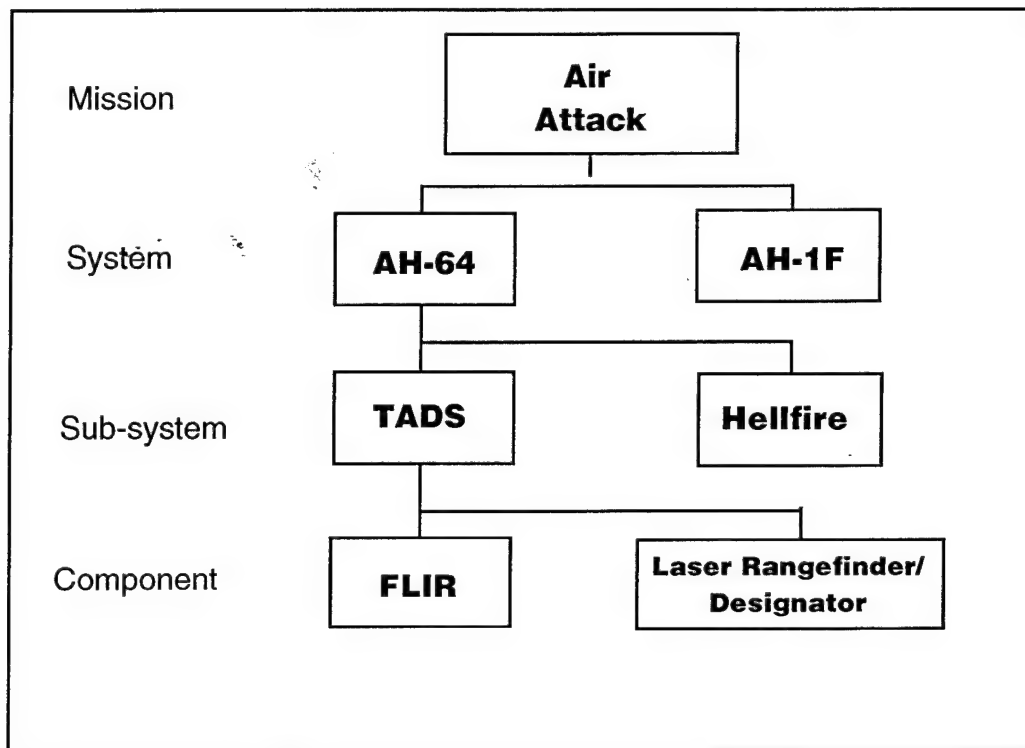 Mission
Air
Attack
System
AH-64
AH-1F
Sub-system
TADS
Hellfire
Component
FLIR
Laser Rangefinder/
Designator